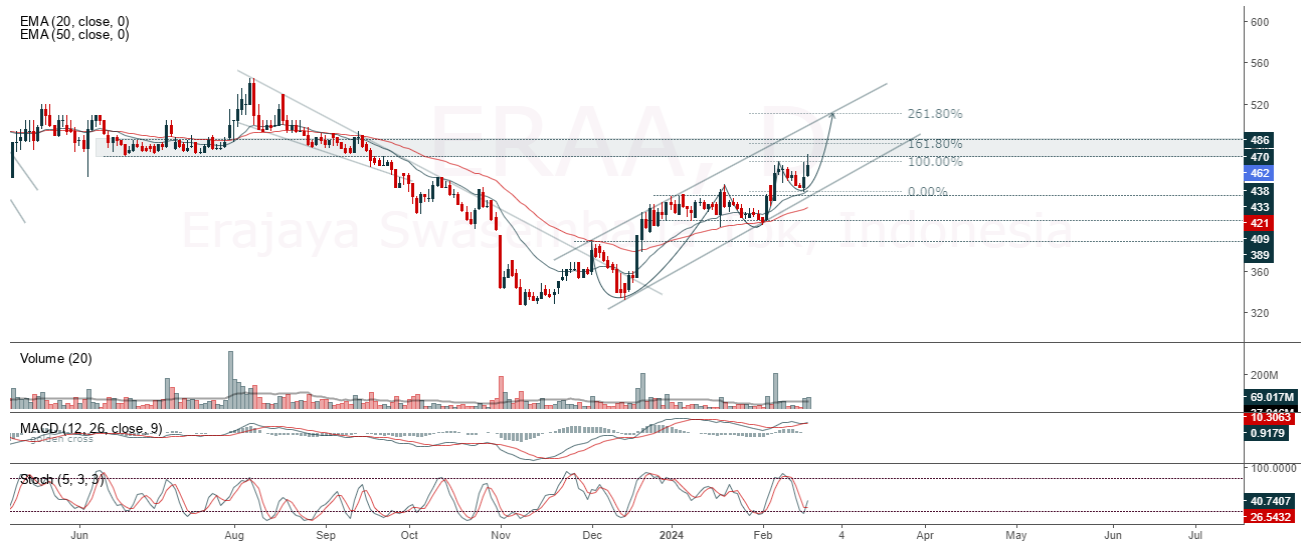 EMA (20, close, 0)
EMA (50, close, 0)
ERAA, D
Erajaya Swasembada Tbk, Indonesia
261.80%
161.80%
100.00%
0.00%
600
560
520
486
470
462
438
433
421
409
389
360
320
Volume (20)
200M
69.017M
MACD (12, 26, close, 9)
golden cross
10.3063
0.9179
Stoch (5, 3, 3)
100.0000
40.7407
26.5432
Jun Aug Sep Oct Nov Dec 2024 Feb 4 Apr May Jun Jul